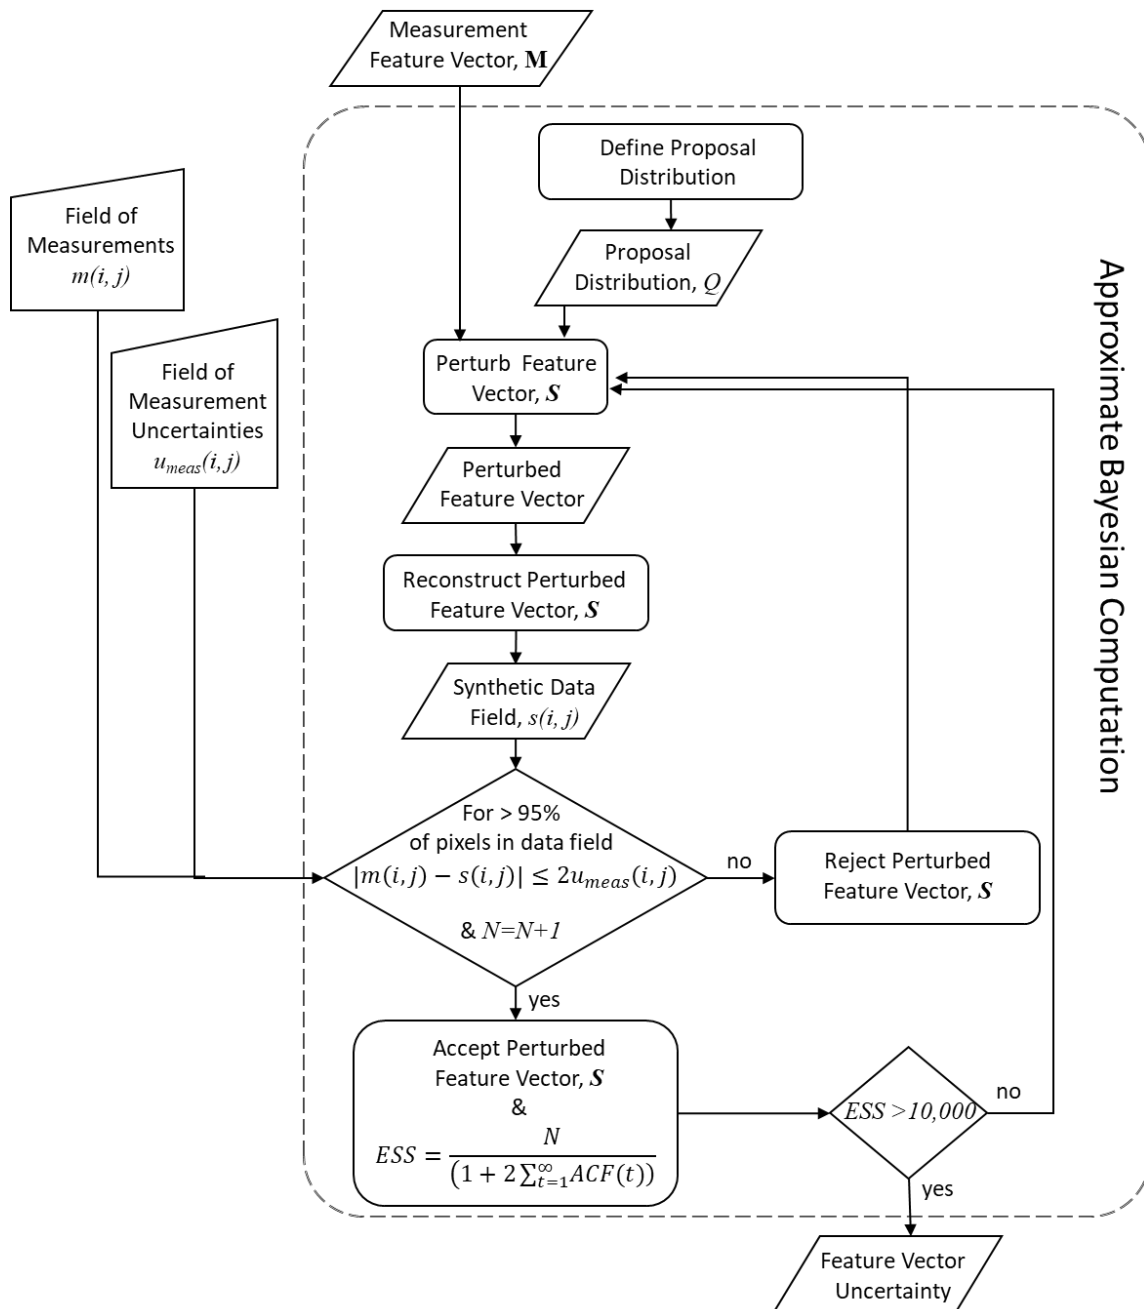 Measurement
Feature Vector, M
Define Proposal
Distribution
Field of
Measurements
m(i, j)
Proposal
Distribution, Q
Approximate Bayesian Computation
Field of
Measurement
Uncertainties
u_meas(i, j)
Perturb Feature
Vector, S
Perturbed
Feature Vector
Reconstruct Perturbed
Feature Vector, S
Synthetic Data
Field, s(i, j)
For > 95%
of pixels in data field
|m(i, j) − s(i, j)| ≤ 2u_meas(i, j)
& N=N+1
no
Reject Perturbed
Feature Vector, S
yes
Accept Perturbed
Feature Vector, S
&
ESS = N / (1 + 2 ∑_{t=1}^{∞} ACF(t))
ESS >10,000
no
yes
Feature Vector
Uncertainty